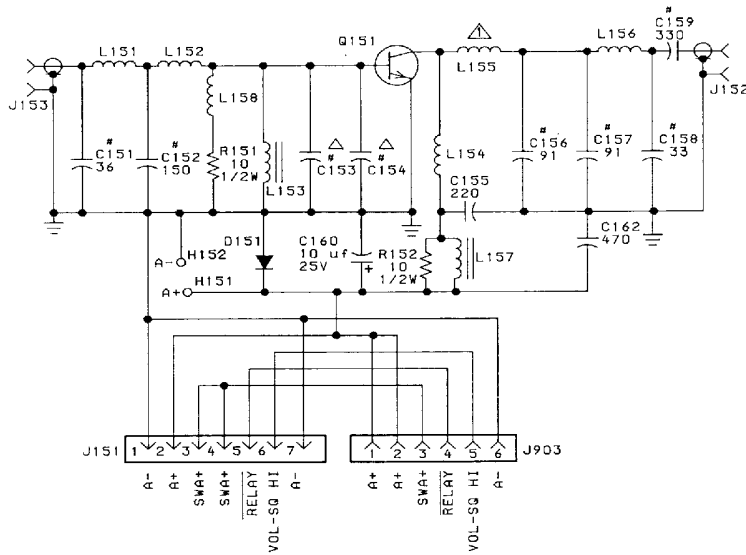 #
C159
330
Q151
⚠1
L151 L152
L156
L155
J153
J152
L158
#
C151
36
#
C152
150
R151
10
1/2W
L153
△
#
C153
△
#
C154
L154
#
C156
91
#
C157
91
#
C158
33
C155
220
C162
470
H152
A-
D151
C160
10 uf
25V
+
R152
10
1/2W
L157
H151
A+
J151 1 2 3 4 5 6 7
1 2 3 4 5 6 J903
A-
A+
SWA+
SWA+
RELAY
VOL-SQ HI
A-
A+
A+
SWA+
RELAY
VOL-SQ HI
A-